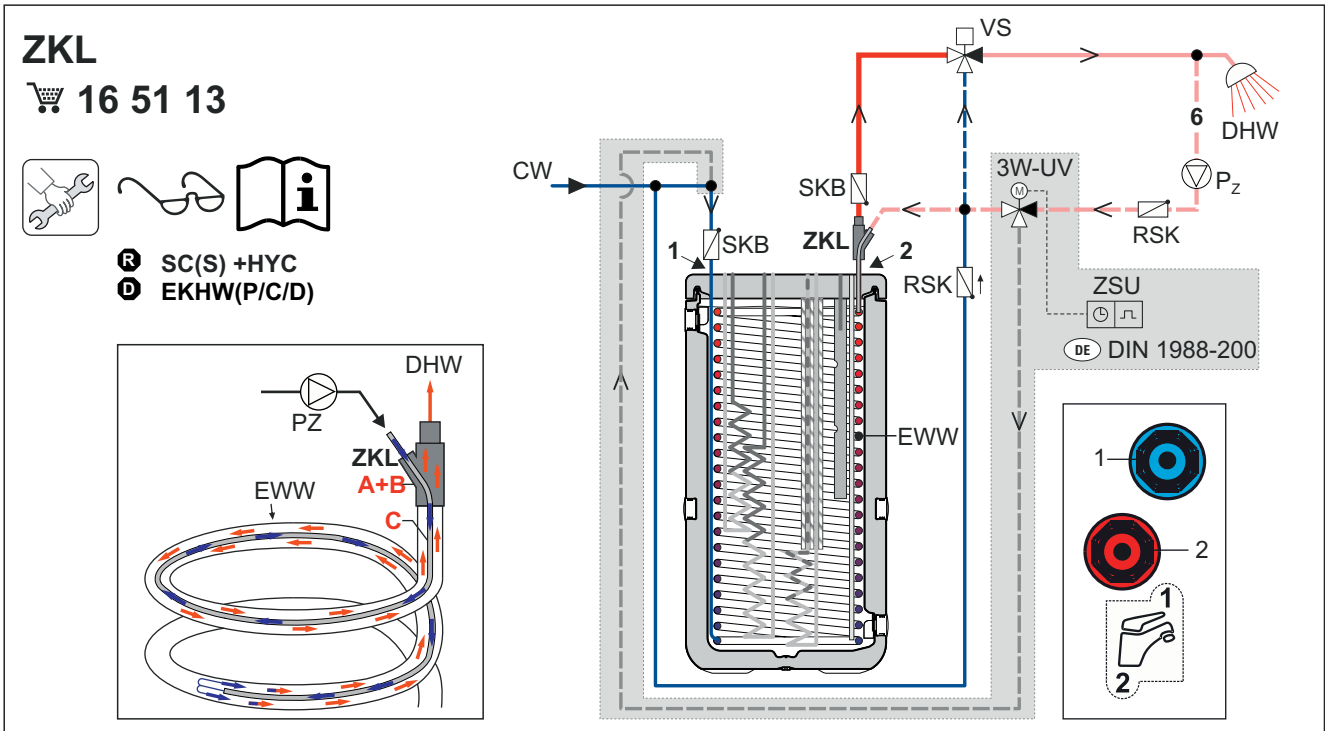 ZKL
16 51 13
i
R SC(S) +HYC
D EKHW(P/C/D)
DHW
PZ
ZKL
A+B
EWW
C
VS
CW
SKB
SKB
1
ZKL
2
RSK
3W-UV
M
6
DHW
PZ
RSK
ZSU
DE DIN 1988-200
EWW
1
2
1
2